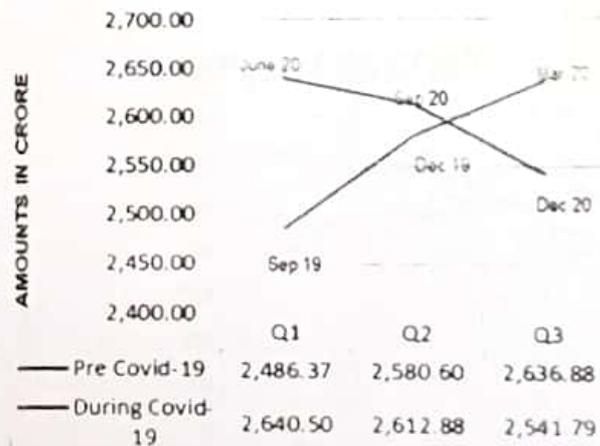 2,700.00
2,650.00
2,600.00
2,550.00
2,500.00
2,450.00
2,400.00
AMOUNTS IN CRORE
June 20
Sep 20
Mar 20
Dec 19
Dec 20
Sep 19
Q1 Q2 Q3
Pre Covid-19 2,486.37 2,580 60 2,636.88
During Covid-
19 2,640.50 2,612.88 2,541.79